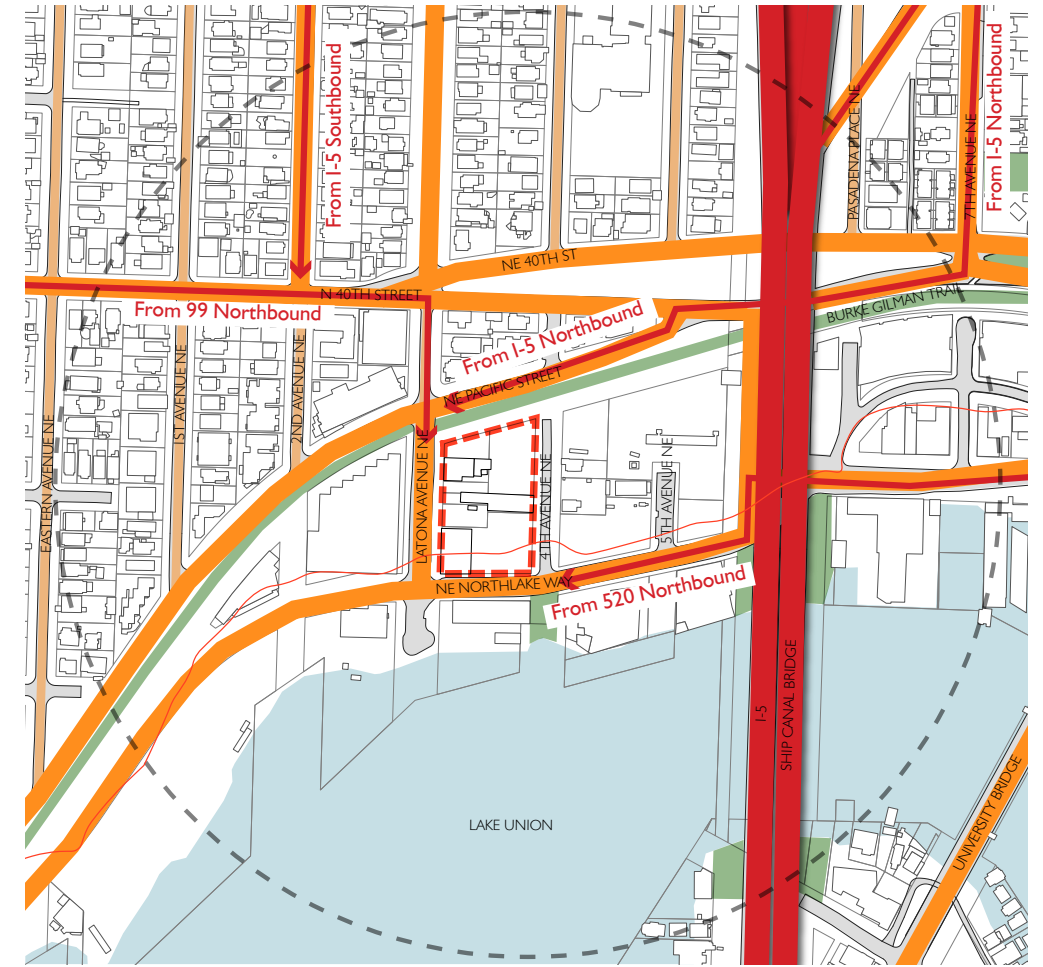 From I-5 Southbound
PASADENA PLACE NE
7TH AVENUE NE
From I-5 Northbound
NE 40TH ST
N 40TH STREET
From 99 Northbound
BURKE GILMAN TRAIL
From I-5 Northbound
NE PACIFIC STREET
1ST AVENUE NE
2ND AVENUE NE
EASTERN AVENUE NE
LATONA AVENUE NE
4TH AVENUE NE
5TH AVENUE NE
NE NORTHLAKE WAY
From 520 Northbound
I-5
SHIP CANAL BRIDGE
LAKE UNION
UNIVERSITY BRIDGE